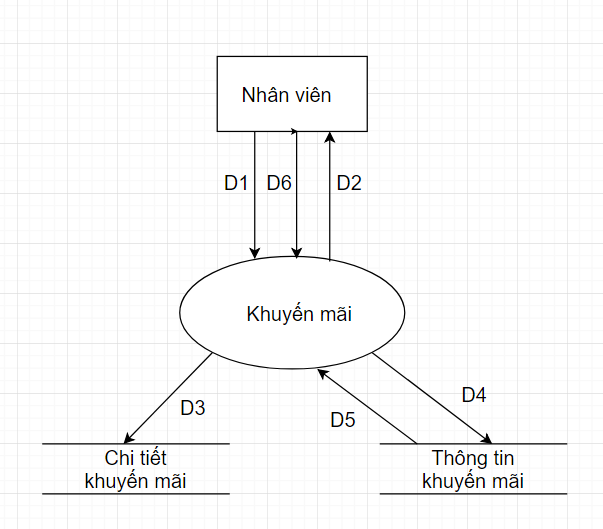 Nhân viên
D1
D6
D2
Khuyến mãi
D3
D5
D4
Chi tiết
khuyến mãi
Thông tin
khuyến mãi